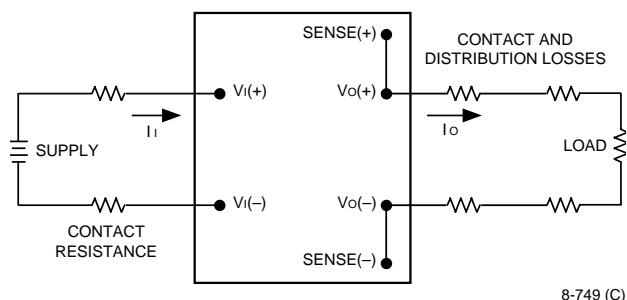 SENSE(+)
CONTACT AND
DISTRIBUTION LOSSES
VI(+)
VO(+)
II
IO
SUPPLY
LOAD
VI(–)
VO(–)
CONTACT
RESISTANCE
SENSE(–)
8-749 (C)